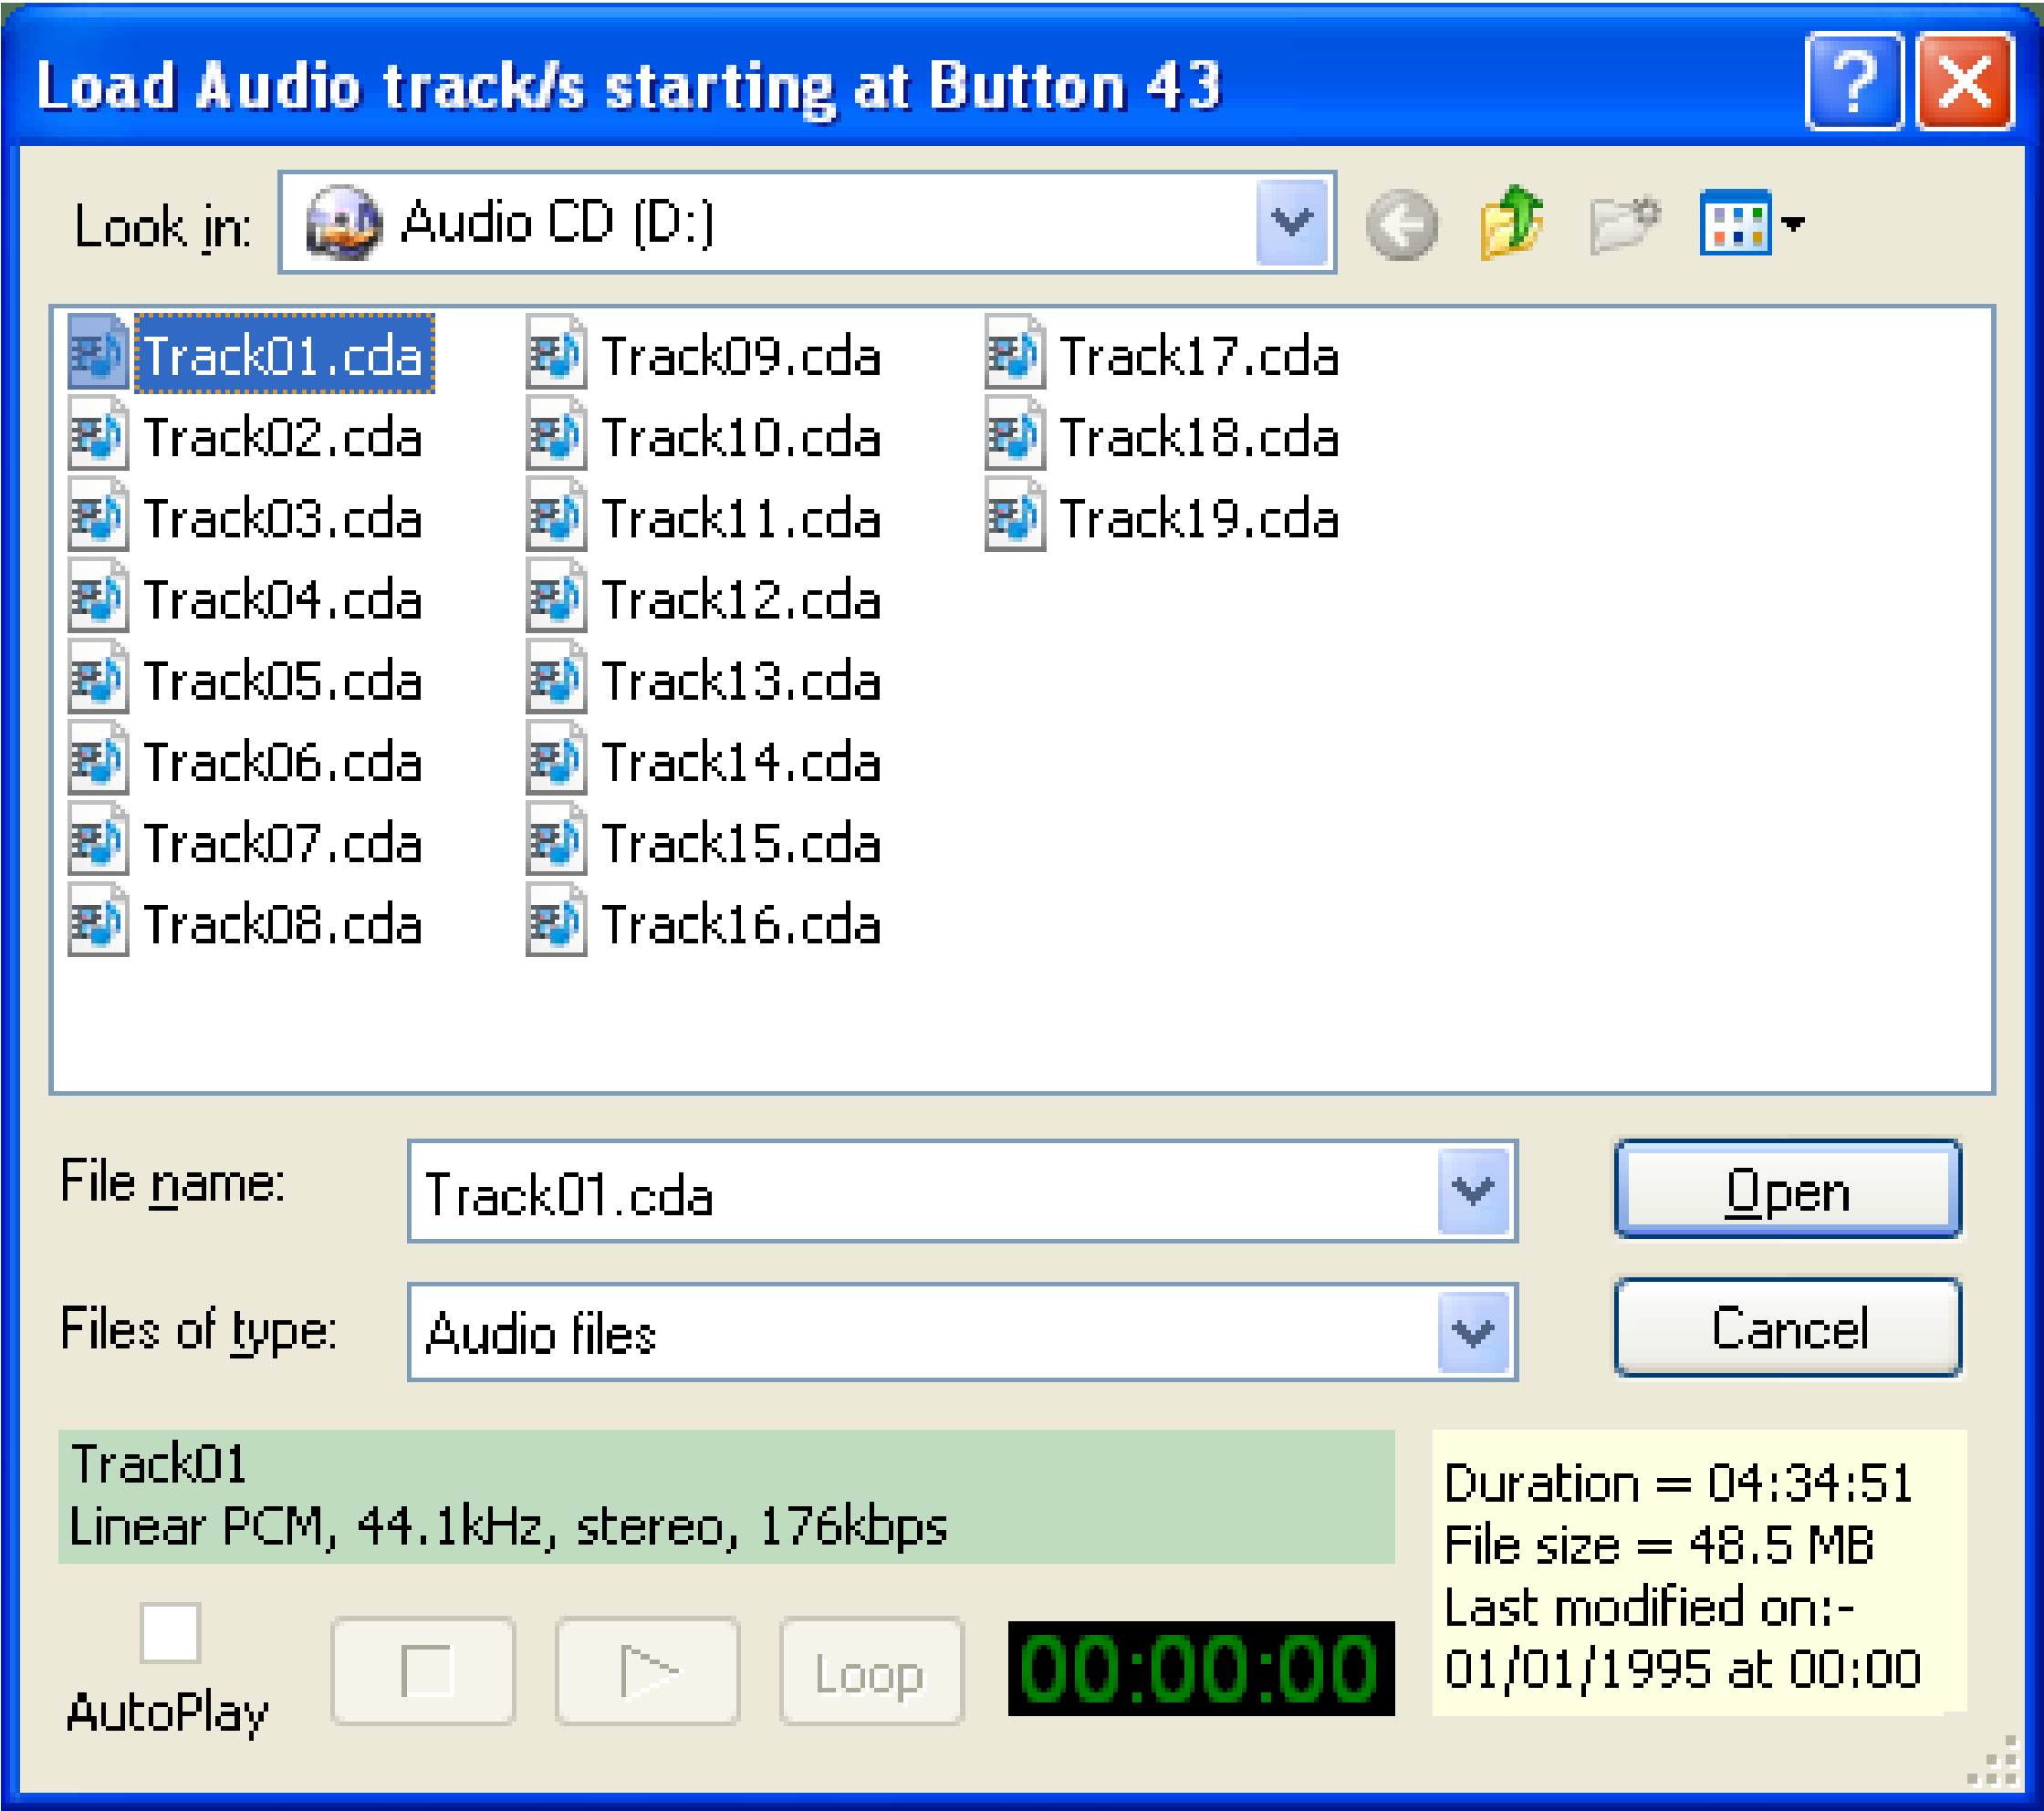 Load Audio track/s starting at Button 43
Look in: Audio CD (D:)
Track01.cda
Track02.cda
Track03.cda
Track04.cda
Track05.cda
Track06.cda
Track07.cda
Track08.cda
Track09.cda
Track10.cda
Track11.cda
Track12.cda
Track13.cda
Track14.cda
Track15.cda
Track16.cda
Track17.cda
Track18.cda
Track19.cda
File name: Track01.cda Open
Files of type: Audio files Cancel
Track01
Linear PCM, 44.1kHz, stereo, 176kbps
Duration = 04:34:51
File size = 48.5 MB
Last modified on:-
01/01/1995 at 00:00
AutoPlay
Loop
00:00:00